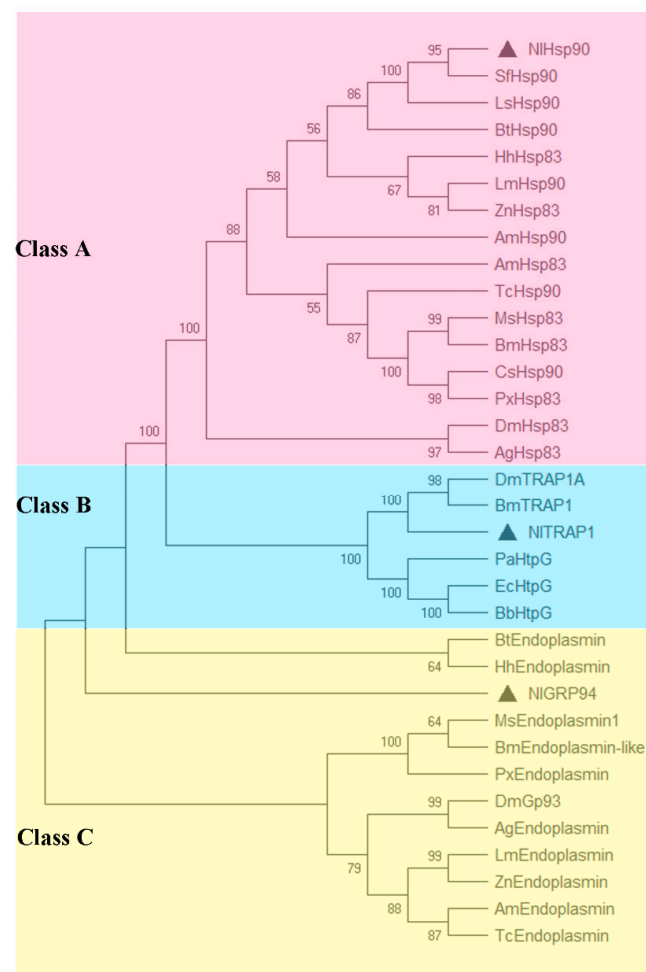 95
NlHsp90
SfHsp90
100
LsHsp90
86
BtHsp90
56
HhHsp83
67
LmHsp90
81
ZnHsp83
58
AmHsp90
88
Class A
AmHsp83
55
TcHsp90
87
99
MsHsp83
BmHsp83
100
CsHsp90
98
PxHsp83
100
DmHsp83
97
AgHsp83
100
Class B
98
DmTRAP1A
BmTRAP1
100
NlTRAP1
100
PaHtpG
100
EcHtpG
100
BbHtpG
BtEndoplasmin
64
HhEndoplasmin
NlGRP94
64
MsEndoplasmin1
BmEndoplasmin-like
100
PxEndoplasmin
99
DmGp93
AgEndoplasmin
Class C
79
99
LmEndoplasmin
ZnEndoplasmin
88
AmEndoplasmin
87
TcEndoplasmin